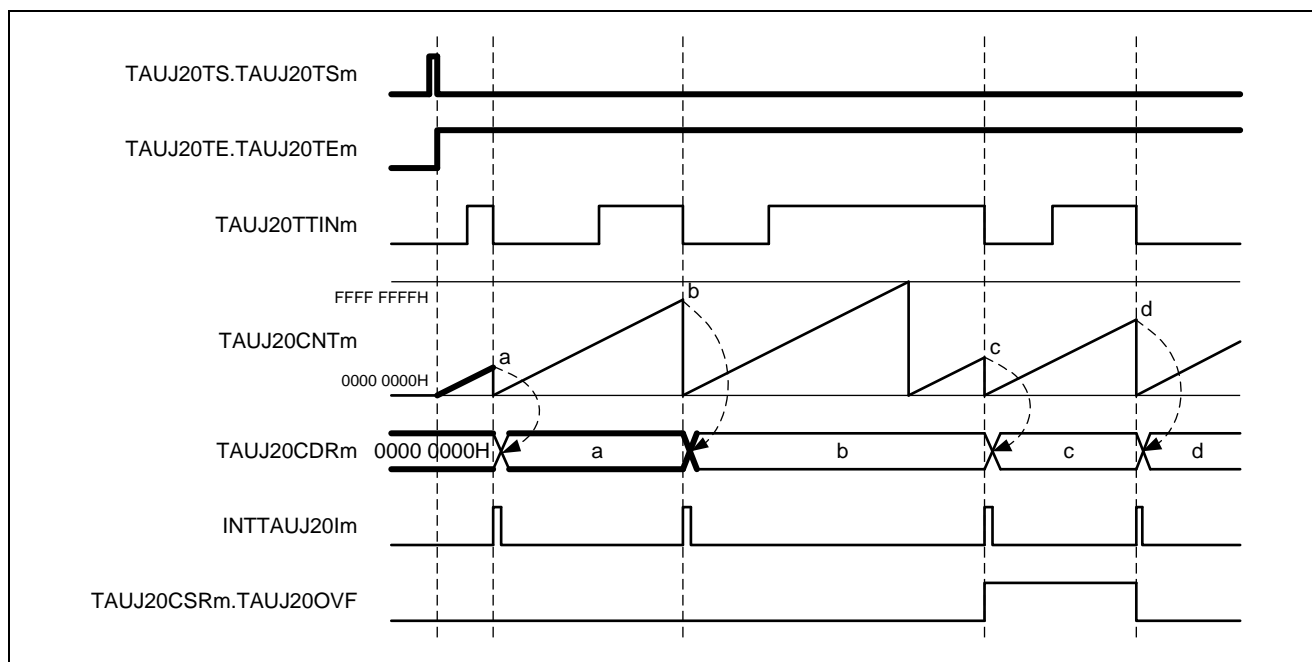 TAUJ20TS.TAUJ20TSm
TAUJ20TE.TAUJ20TEm
TAUJ20TTINm
FFFF FFFFH
TAUJ20CNTm
0000 0000H
a
b
c
d
TAUJ20CDRm
0000 0000H
a
b
c
d
INTTAUJ20Im
TAUJ20CSRm.TAUJ20OVF